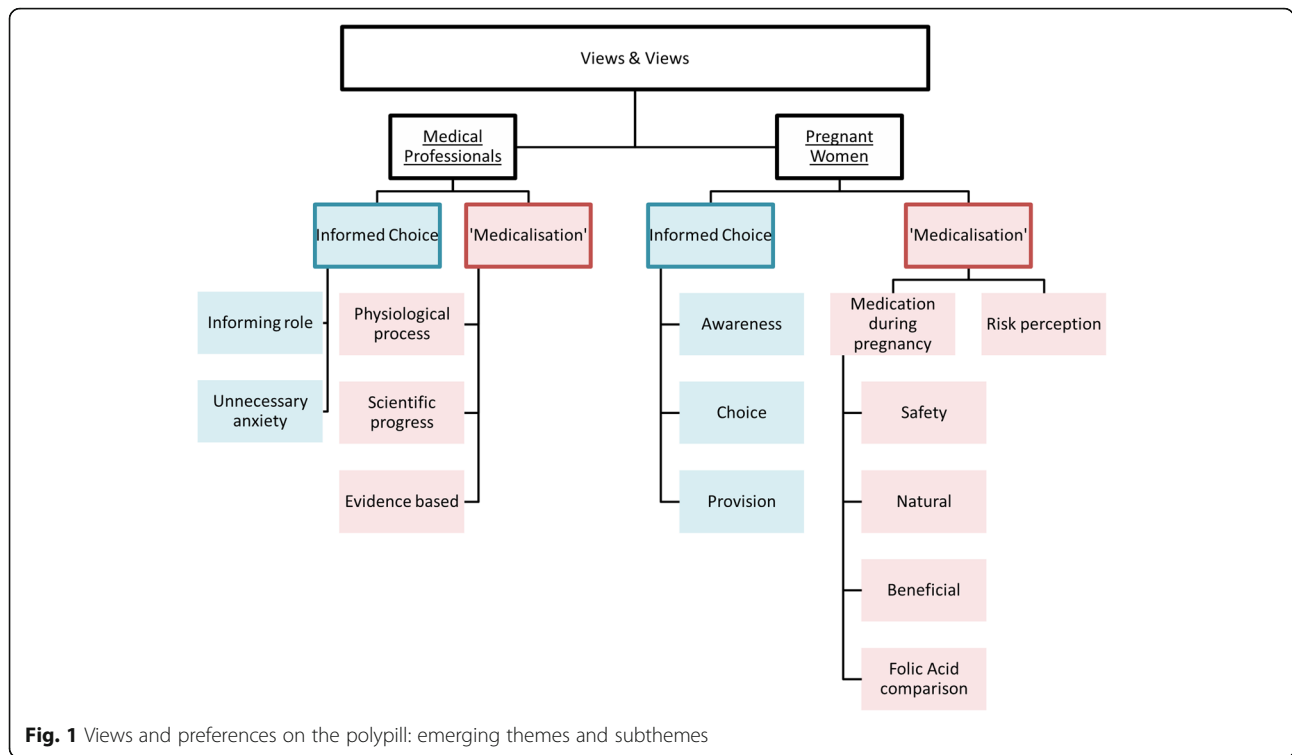 Views & Views
Medical
Professionals
Pregnant
Women
Informed Choice
'Medicalisation'
Informed Choice
'Medicalisation'
Informing role
Unnecessary
anxiety
Physiological
process
Scientific
progress
Evidence based
Awareness
Choice
Provision
Medication
during
pregnancy
Risk perception
Safety
Natural
Beneficial
Folic Acid
comparison
Fig. 1 Views and preferences on the polypill: emerging themes and subthemes